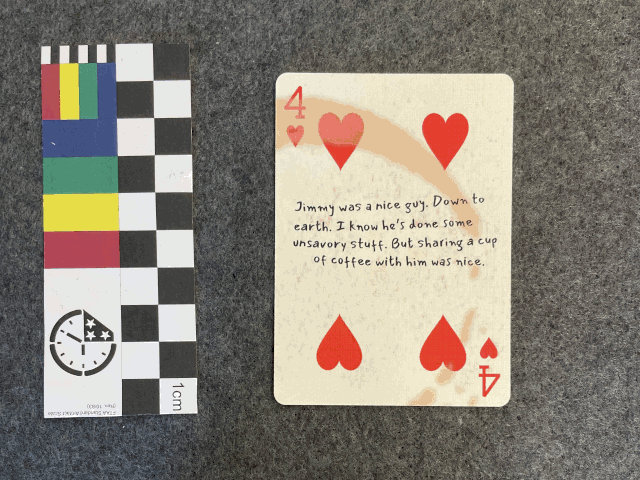 4
Jimmy was a nice guy. Down to
earth. I know he's done some
unsavory stuff. But sharing a cup
of coffee with him was nice.
4
1cm